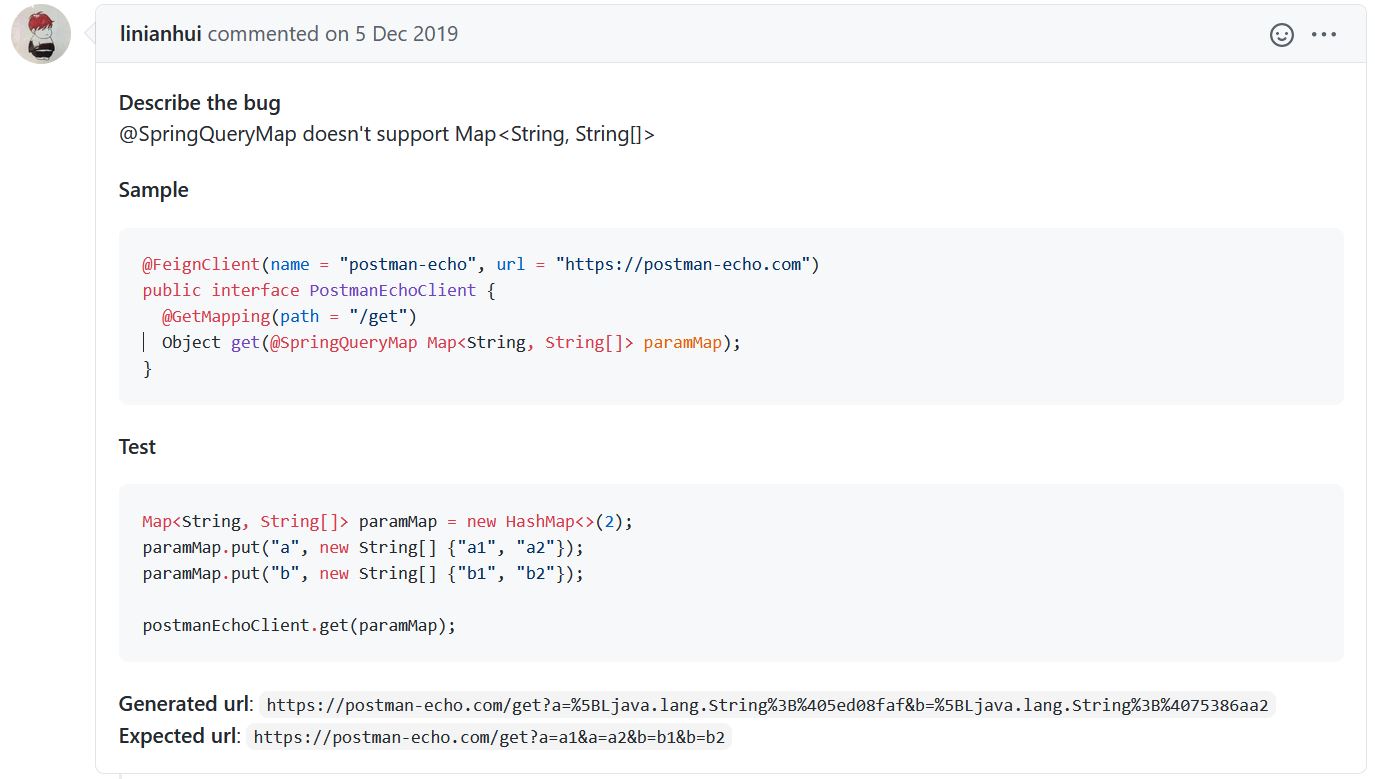 linianhui commented on 5 Dec 2019
Describe the bug
@SpringQueryMap doesn't support Map<String, String[]>
Sample
@FeignClient(name = "postman-echo", url = "https://postman-echo.com")
public interface PostmanEchoClient {
  @GetMapping(path = "/get")
  Object get(@SpringQueryMap Map<String, String[]> paramMap);
}
Test
Map<String, String[]> paramMap = new HashMap<>(2);
paramMap.put("a", new String[] {"a1", "a2"});
paramMap.put("b", new String[] {"b1", "b2"});
postmanEchoClient.get(paramMap);
Generated url: https://postman-echo.com/get?a=%5BLjava.lang.String%3B%405ed08faf&b=%5BLjava.lang.String%3B%4075386aa2
Expected url: https://postman-echo.com/get?a=a1&a=a2&b=b1&b=b2